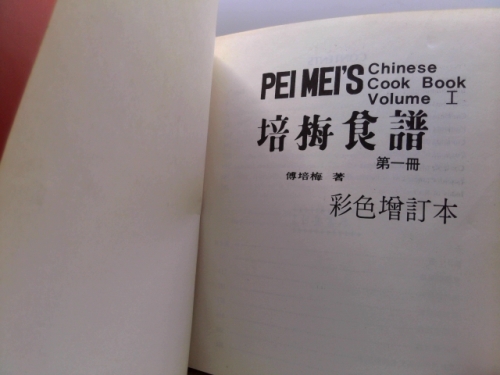 PEI MEI'S Chinese
Cook Book
Volume I
培梅食譜
第一冊
傅培梅 著
彩色增訂本